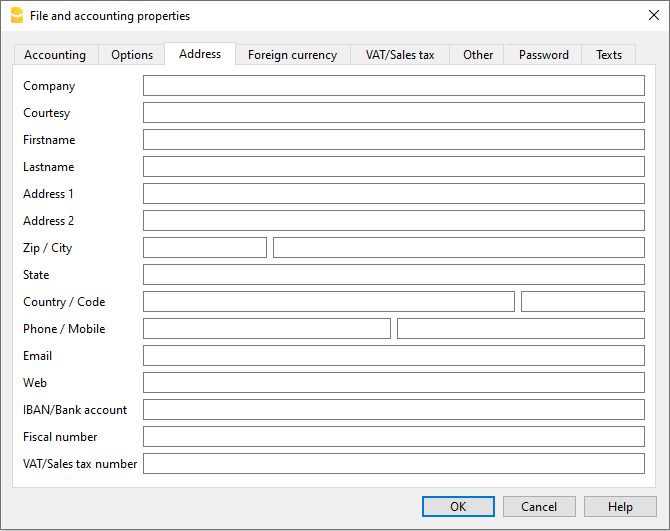 File and accounting properties
Accounting Options Address Foreign currency VAT/Sales tax Other Password Texts
Company
Courtesy
Firstname
Lastname
Address 1
Address 2
Zip / City
State
Country / Code
Phone / Mobile
Email
Web
IBAN/Bank account
Fiscal number
VAT/Sales tax number
OK Cancel Help